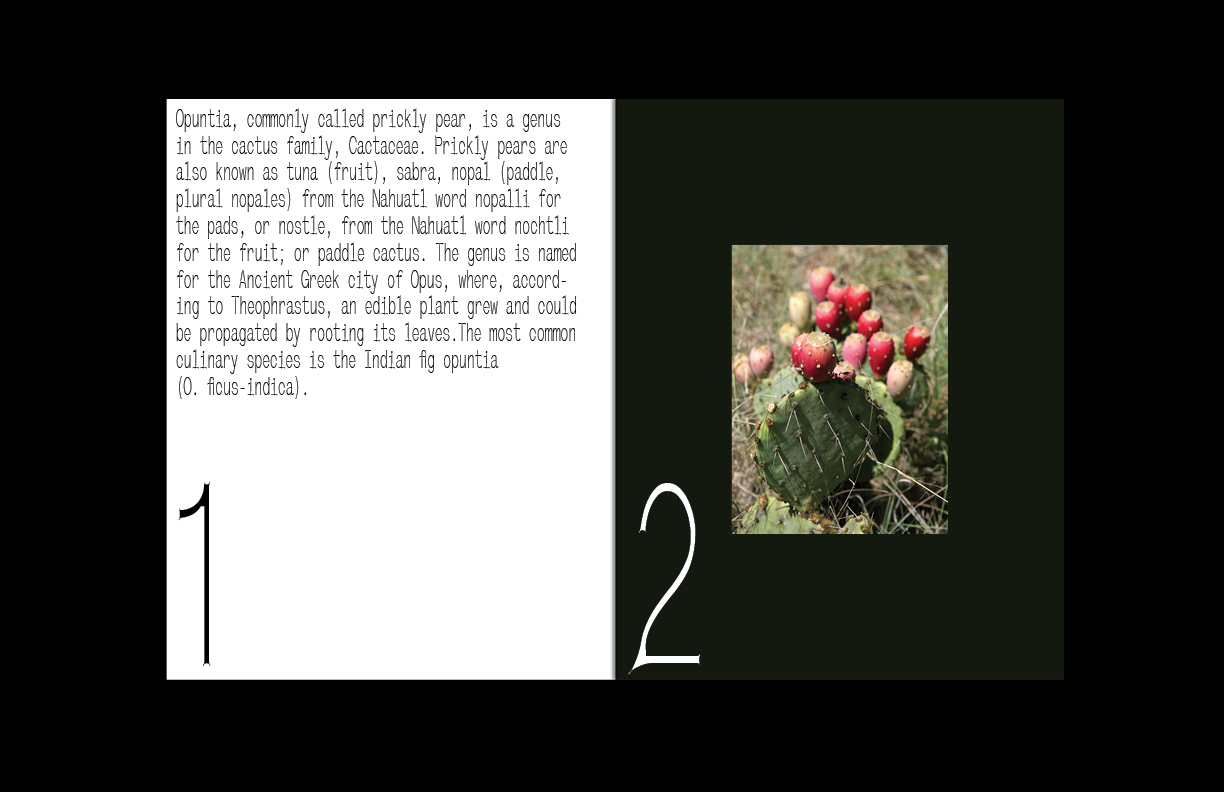 Opuntia, commonly called prickly pear, is a genus
in the cactus family, Cactaceae. Prickly pears are
also known as tuna (fruit), sabra, nopal (paddle,
plural nopales) from the Nahuatl word nopalli for
the pads, or nostle, from the Nahuatl word nochtli
for the fruit; or paddle cactus. The genus is named
for the Ancient Greek city of Opus, where, accord-
ing to Theophrastus, an edible plant grew and could
be propagated by rooting its leaves.The most common
culinary species is the Indian fig opuntia
(O. ficus-indica).
1
2